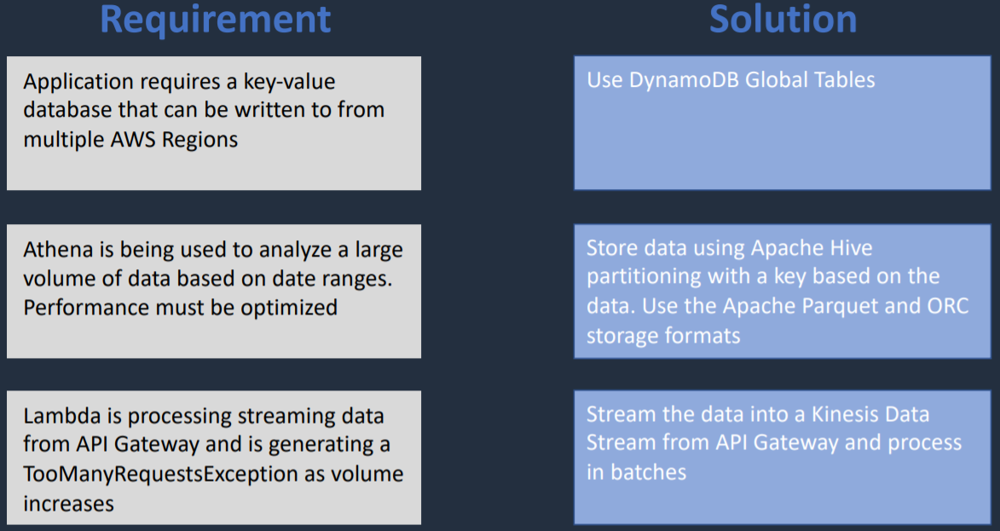 Requirement
Solution
Application requires a key-value
database that can be written to from
multiple AWS Regions
Use DynamoDB Global Tables
Athena is being used to analyze a large
volume of data based on date ranges.
Performance must be optimized
Store data using Apache Hive
partitioning with a key based on the
data. Use the Apache Parquet and ORC
storage formats
Lambda is processing streaming data
from API Gateway and is generating a
TooManyRequestsException as volume
increases
Stream the data into a Kinesis Data
Stream from API Gateway and process
in batches